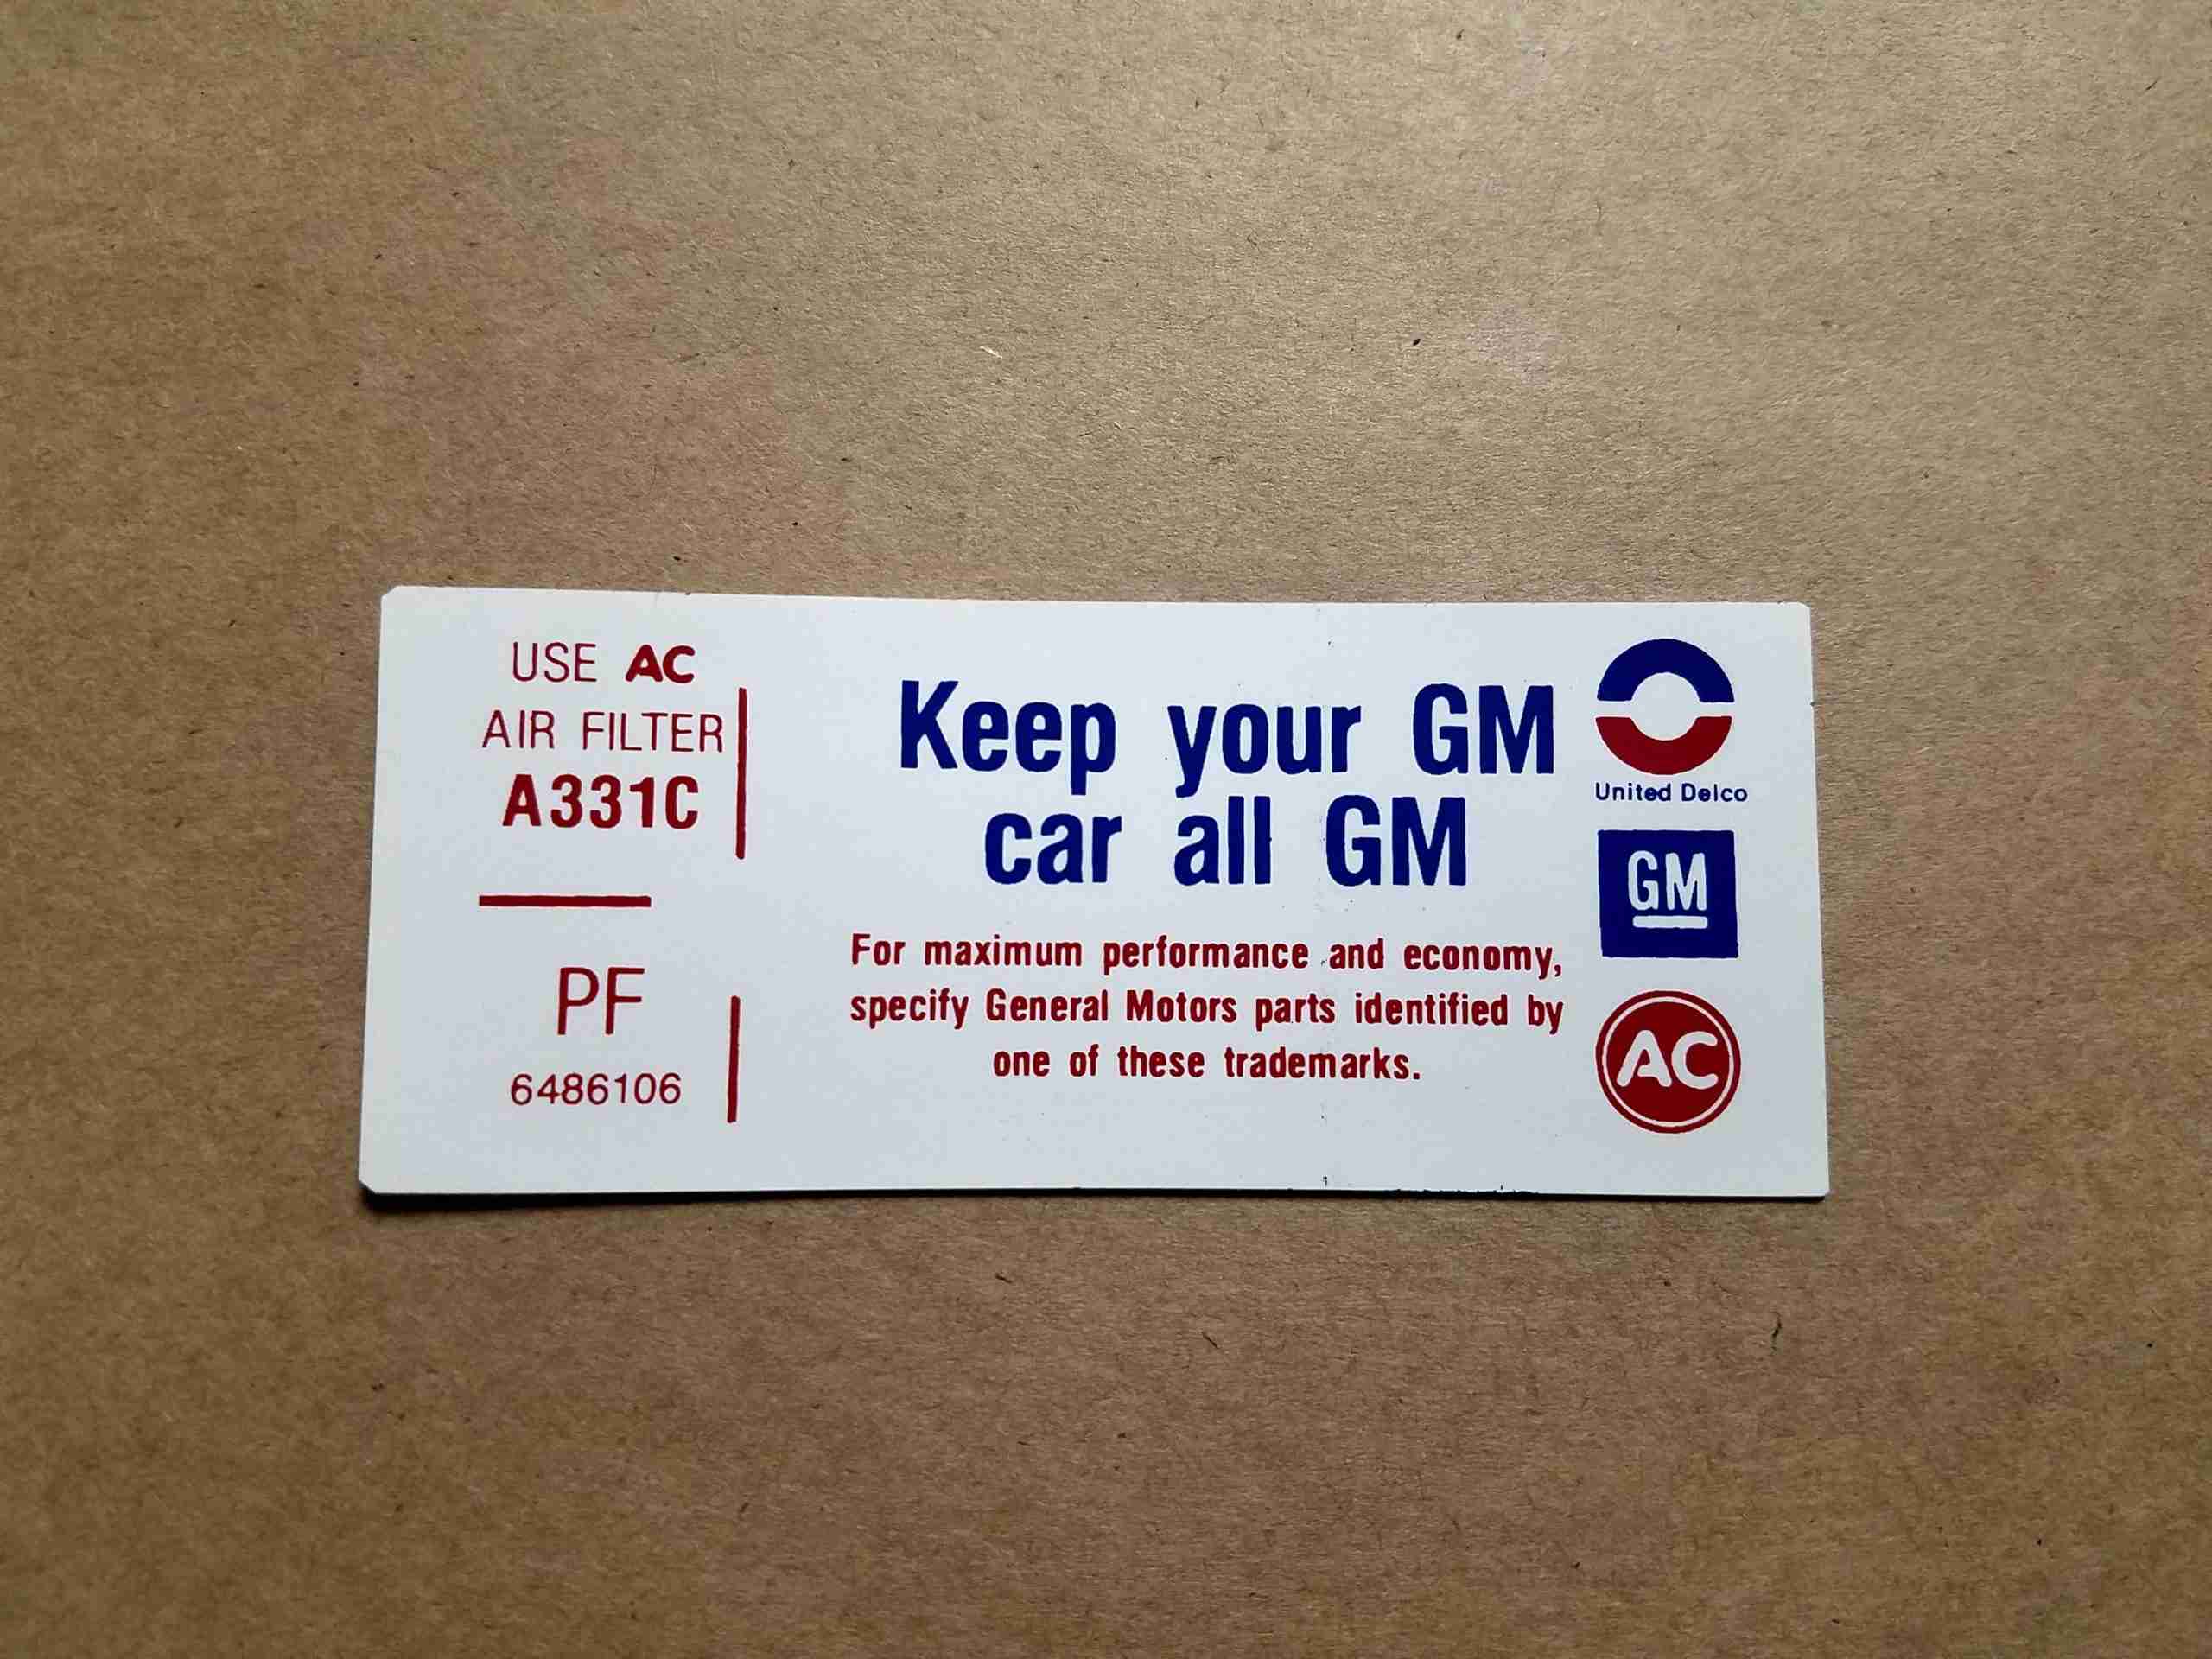 USE AC
AIR FILTER
A331C
PF
6486106
Keep your GM
car all GM
For maximum performance and economy,
specify General Motors parts identified by
one of these trademarks.
United Delco
GM
AC